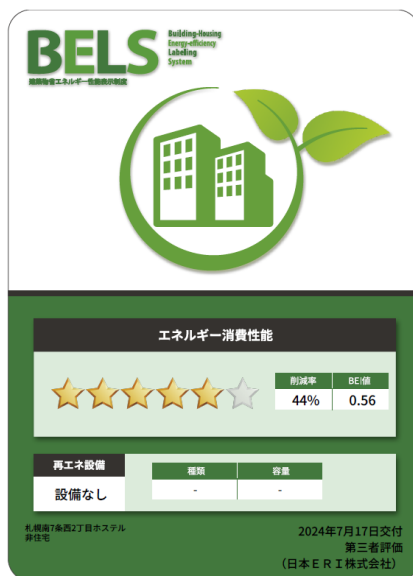 BELS
Building-Housing
Energy-efficiency
Labeling
System
建築物省エネルギー性能表示制度
エネルギー消費性能
削減率 BEI値
44% 0.56
再エネ設備
設備なし
種類 容量
- -
札幌南7条西2丁目ホステル
非住宅
2024年7月17日交付
第三者評価
(日本ERI株式会社)